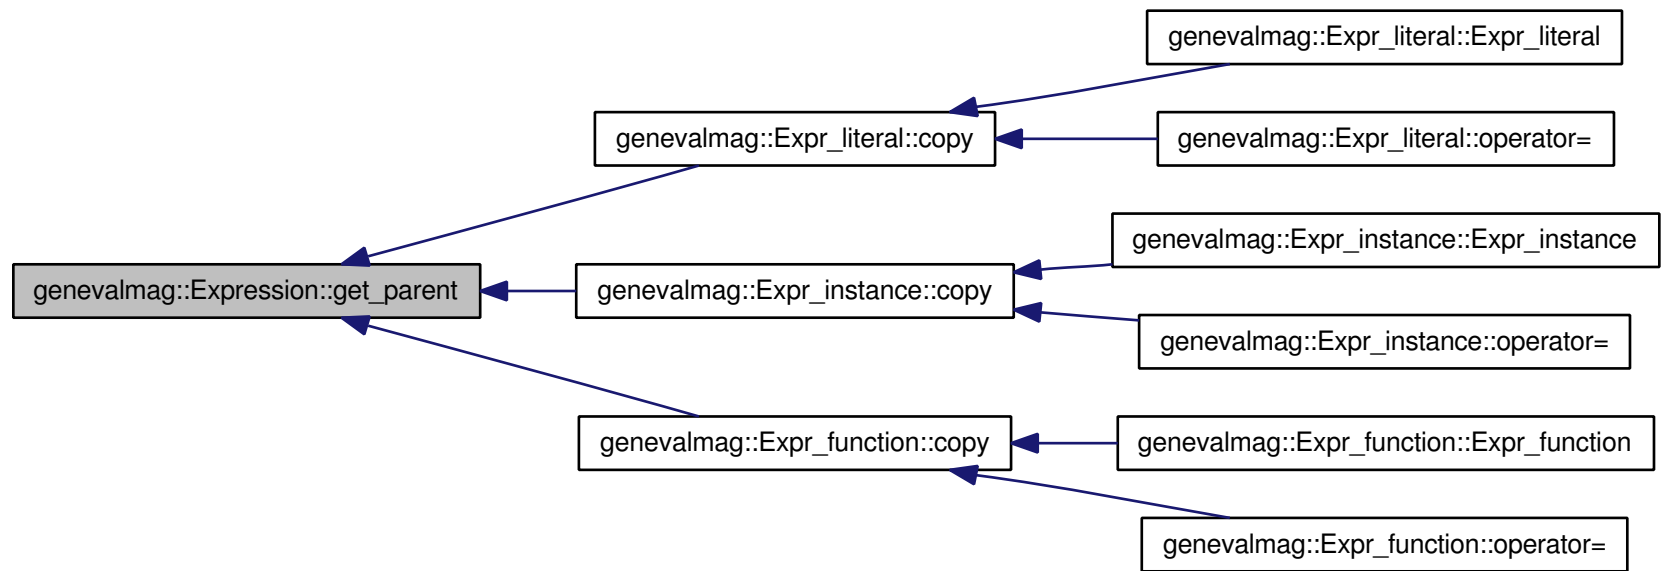 genevalmag::Expr_literal::Expr_literal
genevalmag::Expr_literal::copy
genevalmag::Expr_literal::operator=
genevalmag::Expr_instance::Expr_instance
genevalmag::Expression::get_parent
genevalmag::Expr_instance::copy
genevalmag::Expr_instance::operator=
genevalmag::Expr_function::copy
genevalmag::Expr_function::Expr_function
genevalmag::Expr_function::operator=